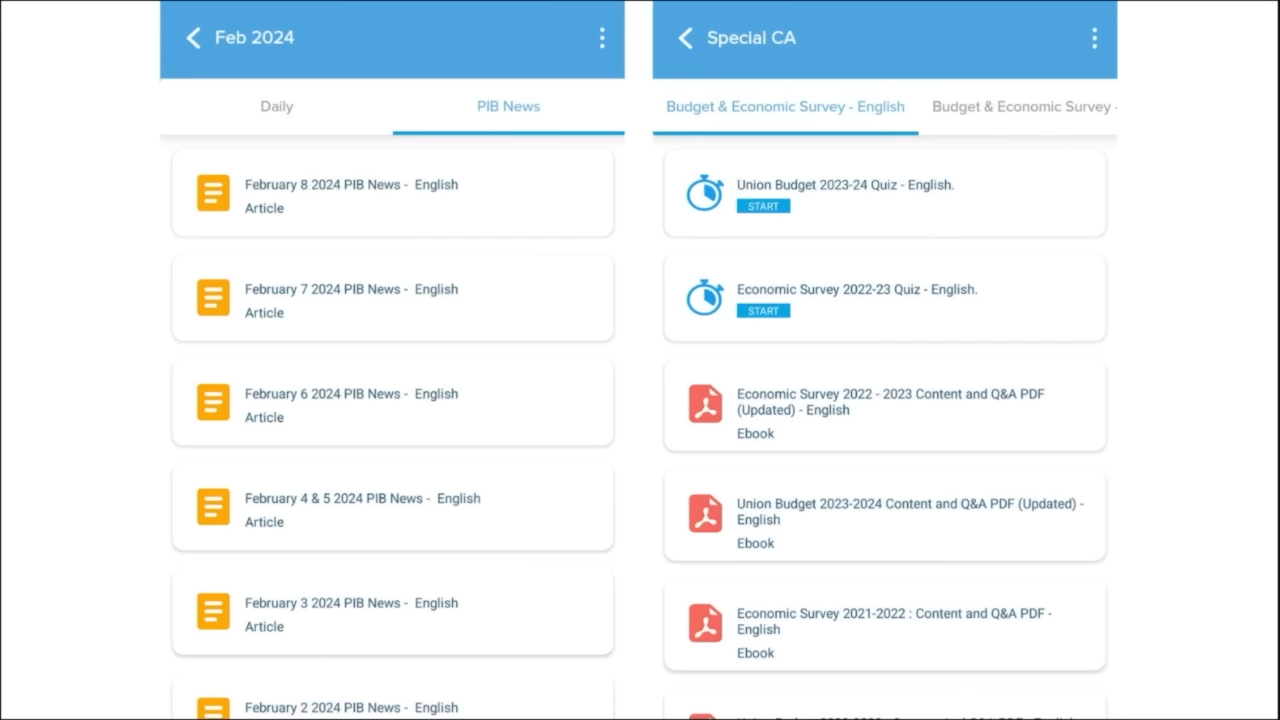 Feb 2024
Daily
PIB News
February 8 2024 PIB News - English
Article
February 7 2024 PIB News - English
Article
February 6 2024 PIB News - English
Article
February 4 & 5 2024 PIB News - English
Article
February 3 2024 PIB News - English
Article
February 2 2024 PIB News - English
Special CA
Budget & Economic Survey - English
Budget & Economic Survey -
Union Budget 2023-24 Quiz - English.
START
Economic Survey 2022-23 Quiz - English.
START
Economic Survey 2022 - 2023 Content and Q&A PDF
(Updated) - English
Ebook
Union Budget 2023-2024 Content and Q&A PDF (Updated) -
English
Ebook
Economic Survey 2021-2022 : Content and Q&A PDF -
English
Ebook